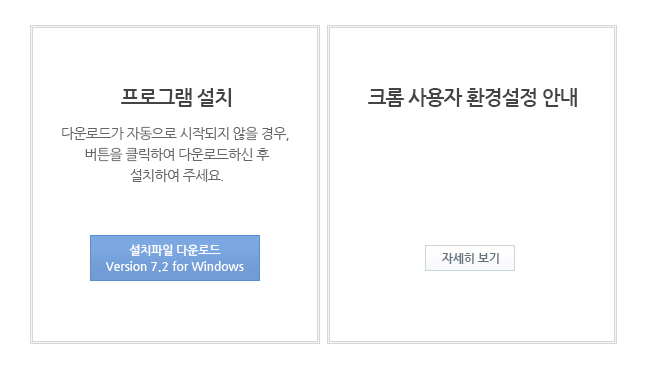 프로그램 설치
다운로드가 자동으로 시작되지 않을 경우,
버튼을 클릭하여 다운로드하신 후
설치하여 주세요.
설치파일 다운로드
Version 7.2 for Windows
크롬 사용자 환경설정 안내
자세히 보기